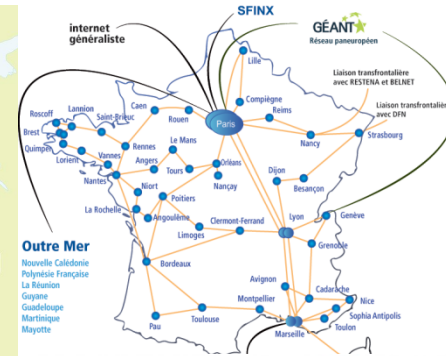 SFINX
internet
généraliste
GÉANT
Réseau paneuropéen
Lille
Liaison transfrontalière
avec RESTENA et BELNET
Compiègne
Liaison transfrontalière
avec DFN
Caen
Rouen
Reims
Paris
Roscoff
Lannion
Saint-Brieuc
Brest
Quimper
Lorient
Vannes
Rennes
Le Mans
Nancy
Strasbourg
Angers
Tours
Orléans
Nançay
Dijon
Besançon
Nantes
Niort
Poitiers
La Rochelle
Angoulème
Limoges
Clermont-Ferrand
Lyon
Genève
Grenoble
Outre Mer
Nouvelle Calédonie
Polynésie Française
La Réunion
Guyane
Guadeloupe
Martinique
Mayotte
Bordeaux
Avignon
Cadarache
Montpellier
Nice
Sophia Antipolis
Toulon
Marseille
Pau
Toulouse